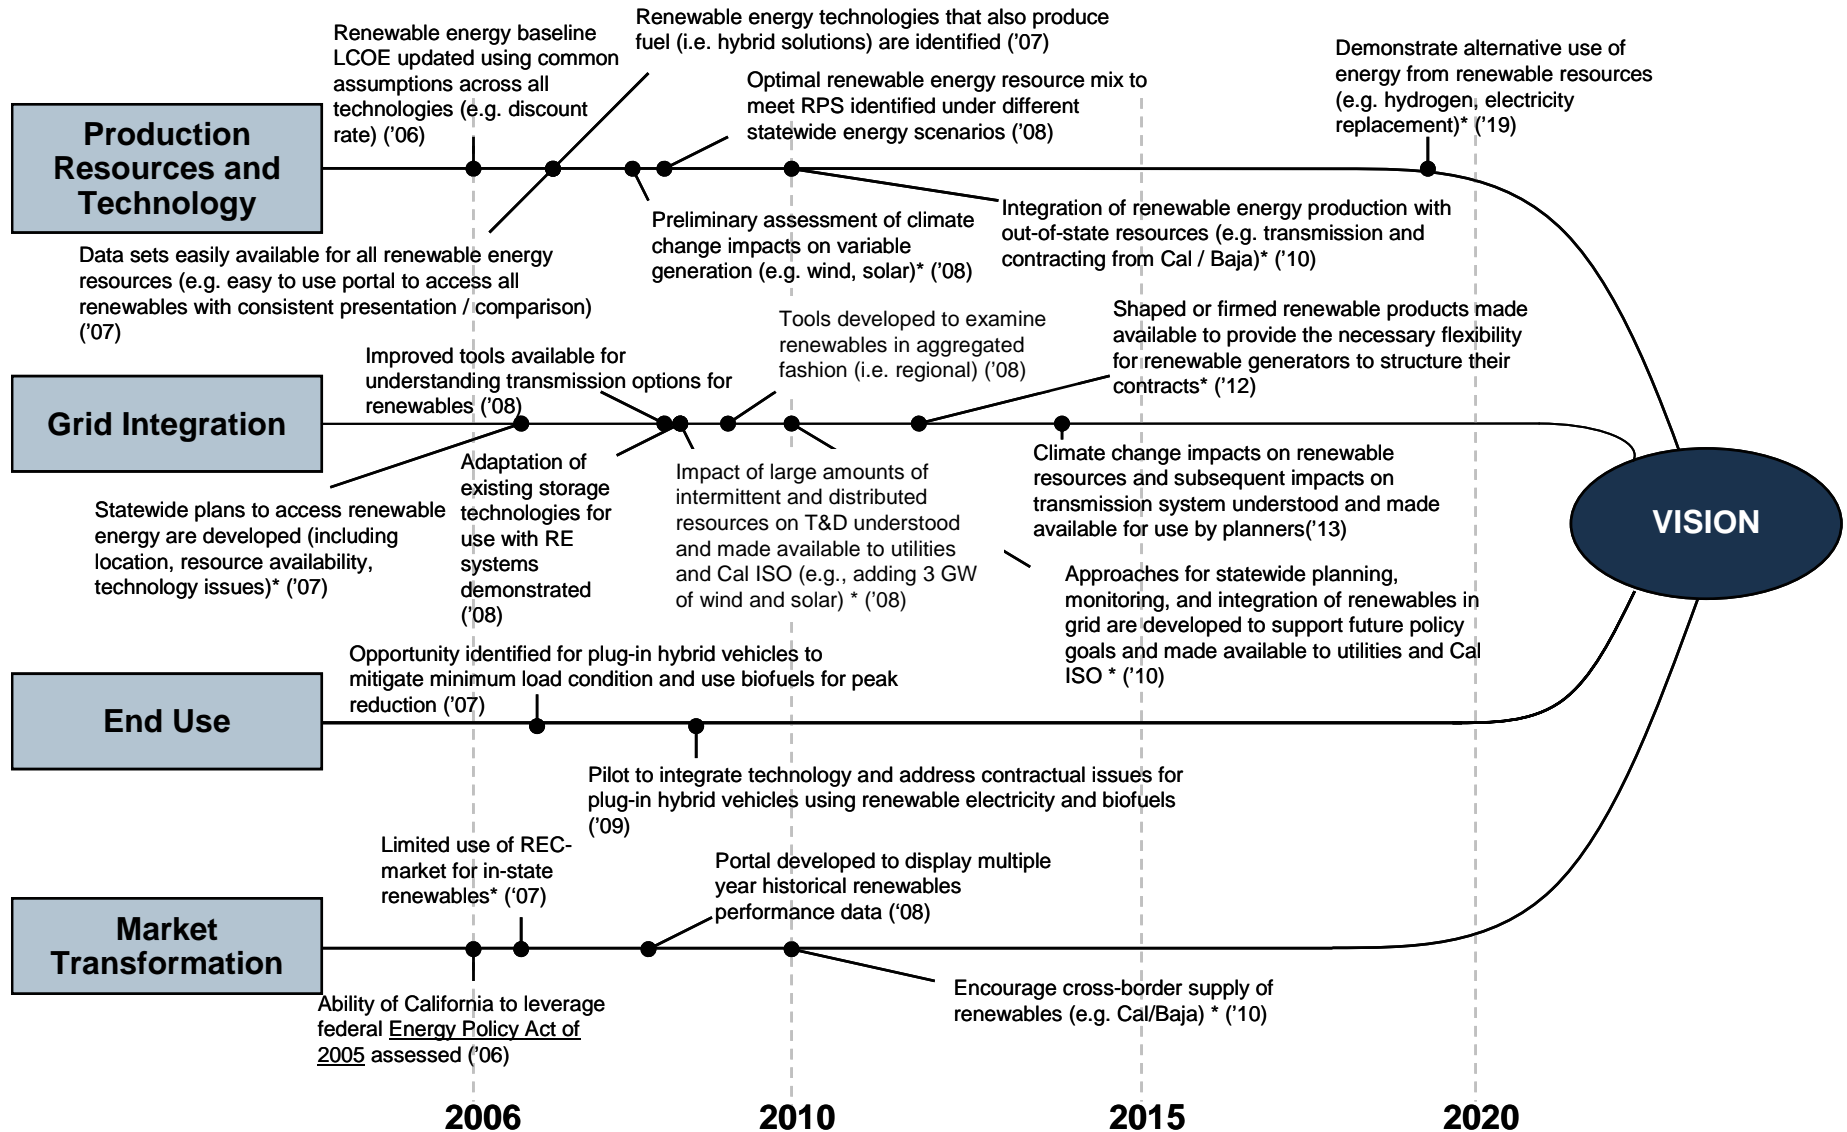 Renewable energy baseline
LCOE updated using common
assumptions across all
technologies (e.g. discount
rate) ('06)
Renewable energy technologies that also produce
fuel (i.e. hybrid solutions) are identified ('07)
Optimal renewable energy resource mix to
meet RPS identified under different
statewide energy scenarios ('08)
Demonstrate alternative use of
energy from renewable resources
(e.g. hydrogen, electricity
replacement)* ('19)
Production
Resources and
Technology
Data sets easily available for all renewable energy
resources (e.g. easy to use portal to access all
renewables with consistent presentation / comparison)
('07)
Preliminary assessment of climate
change impacts on variable
generation (e.g. wind, solar)* ('08)
Integration of renewable energy production with
out-of-state resources (e.g. transmission and
contracting from Cal / Baja)* ('10)
Improved tools available for
understanding transmission options for
renewables ('08)
Tools developed to examine
renewables in aggregated
fashion (i.e. regional) ('08)
Shaped or firmed renewable products made
available to provide the necessary flexibility
for renewable generators to structure their
contracts* ('12)
Grid Integration
Statewide plans to access renewable
energy are developed (including
location, resource availability,
technology issues)* ('07)
Adaptation of
existing storage
technologies for
use with RE
systems
demonstrated
('08)
Impact of large amounts of
intermittent and distributed
resources on T&D understood
and made available to utilities
and Cal ISO (e.g., adding 3 GW
of wind and solar) * ('08)
Climate change impacts on renewable
resources and subsequent impacts on
transmission system understood and made
available for use by planners('13)
Approaches for statewide planning,
monitoring, and integration of renewables in
grid are developed to support future policy
goals and made available to utilities and Cal
ISO * ('10)
VISION
Opportunity identified for plug-in hybrid vehicles to
mitigate minimum load condition and use biofuels for peak
reduction ('07)
End Use
Pilot to integrate technology and address contractual issues for
plug-in hybrid vehicles using renewable electricity and biofuels
('09)
Limited use of REC-
market for in-state
renewables* ('07)
Portal developed to display multiple
year historical renewables
performance data ('08)
Market
Transformation
Ability of California to leverage
federal Energy Policy Act of
2005 assessed ('06)
Encourage cross-border supply of
renewables (e.g. Cal/Baja) * ('10)
2006
2010
2015
2020